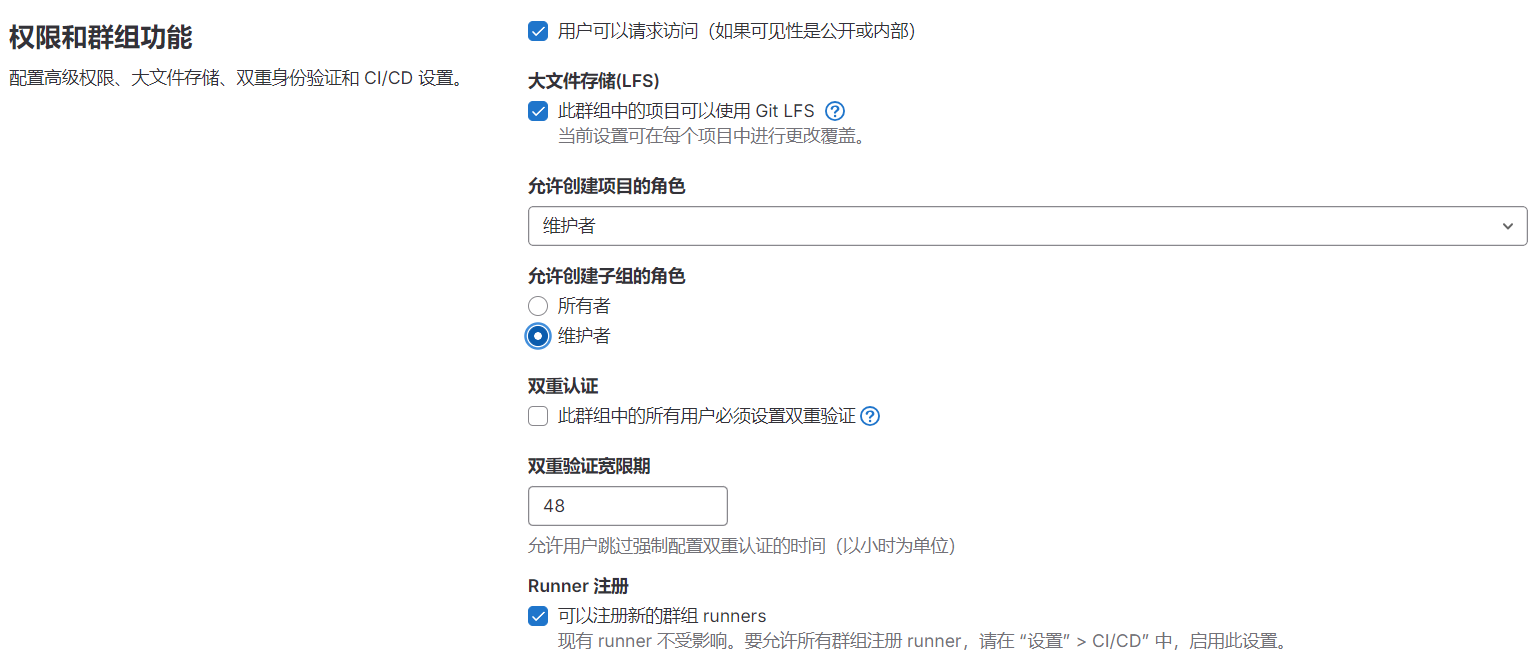 权限和群组功能
配置高级权限、大文件存储、双重身份验证和 CI/CD 设置。
用户可以请求访问（如果可见性是公开或内部）
大文件存储(LFS)
此群组中的项目可以使用 Git LFS
当前设置可在每个项目中进行更改覆盖。
允许创建项目的角色
维护者
允许创建子组的角色
所有者
维护者
双重认证
此群组中的所有用户必须设置双重验证
双重验证宽限期
48
允许用户跳过强制配置双重认证的时间（以小时为单位）
Runner 注册
可以注册新的群组 runners
现有 runner 不受影响。要允许所有群组注册 runner，请在 “设置” > CI/CD” 中，启用此设置。